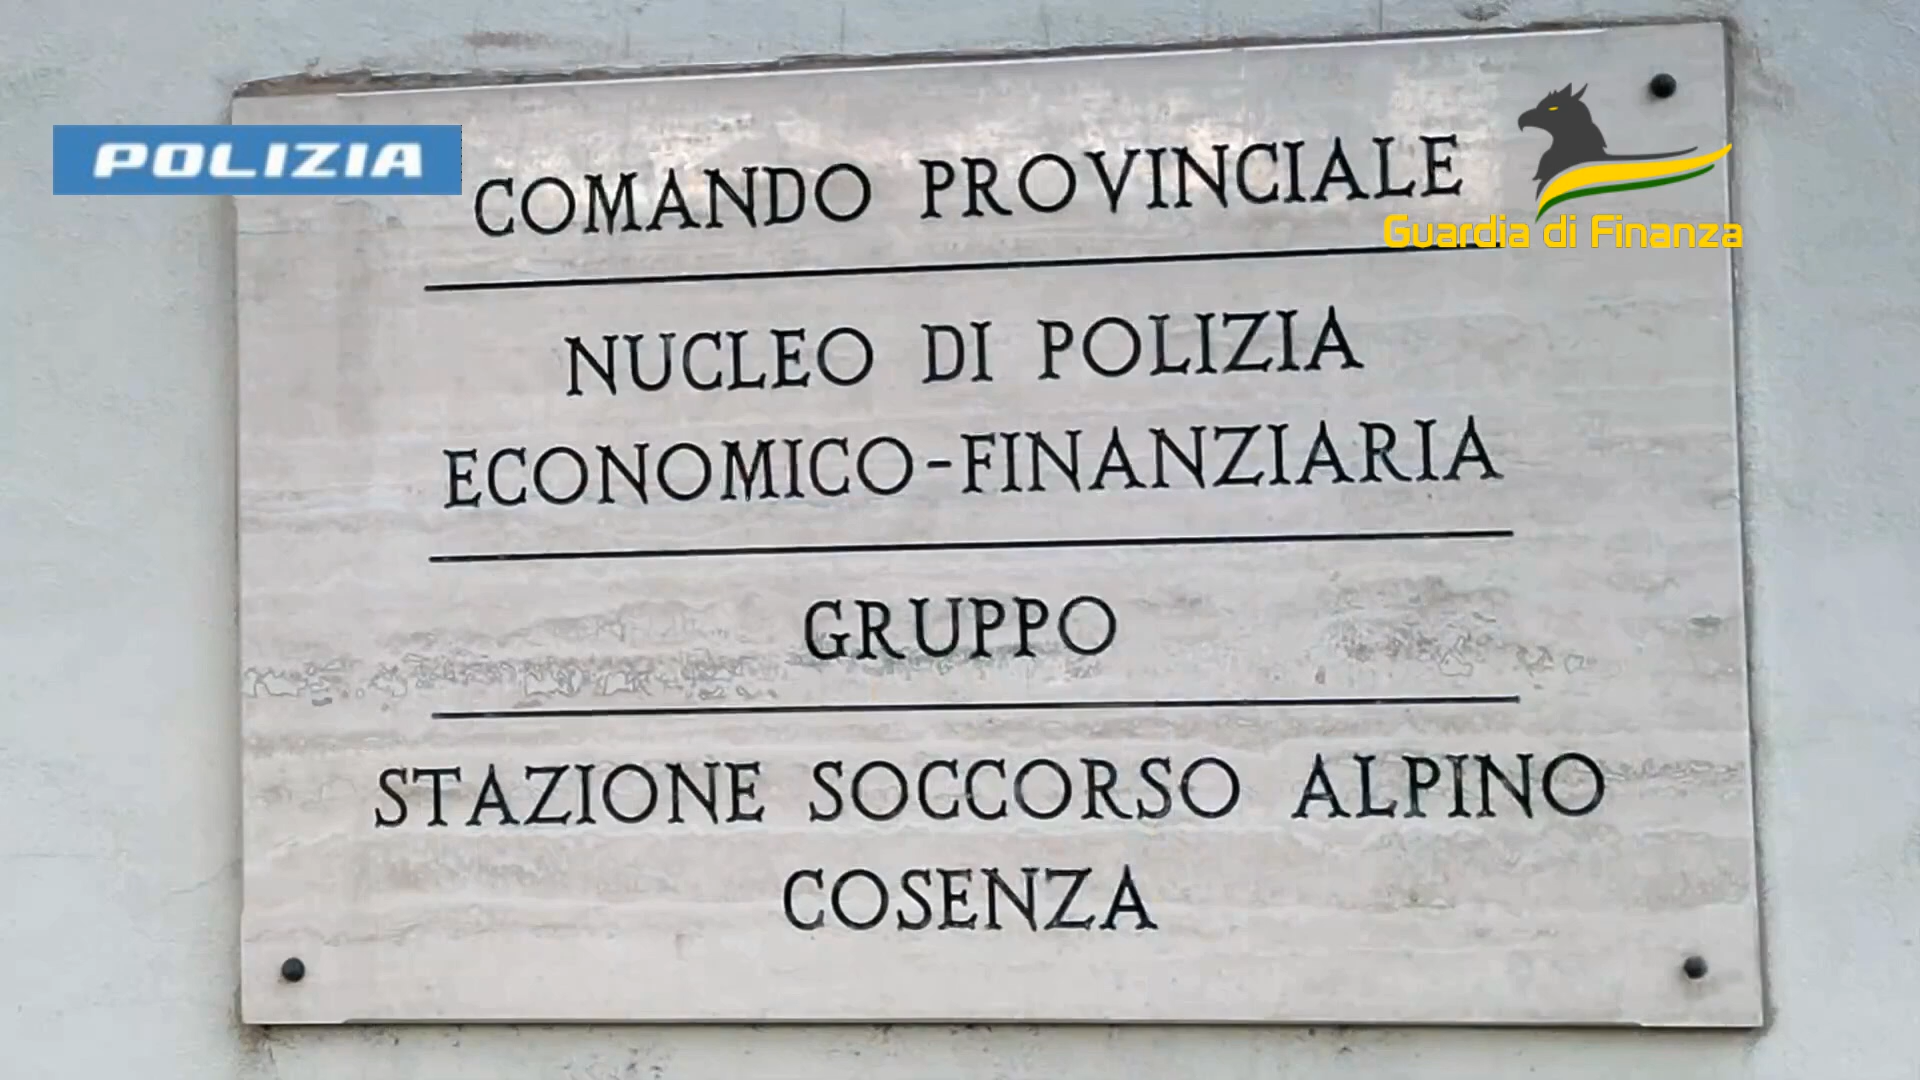 POLIZIA
COMANDO PROVINCIALE
Guardia di Finanza
NUCLEO DI POLIZIA
ECONOMICO-FINANZIARIA
GRUPPO
STAZIONE SOCCORSO ALPINO
COSENZA